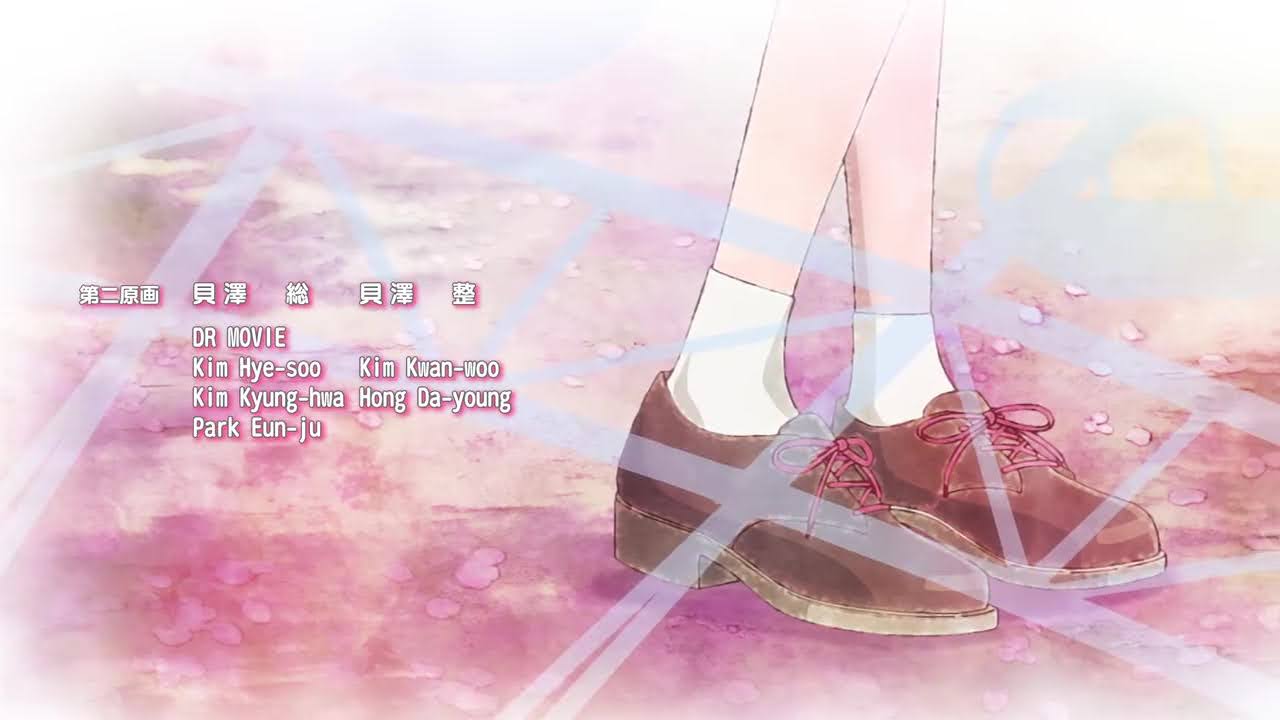 第二原画 貝澤 総 貝澤 整
DR MOVIE
Kim Hye-soo Kim Kwan-woo
Kim Kyung-hwa Hong Da-young
Park Eun-ju